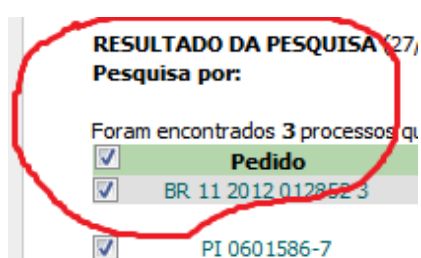 RESULTADO DA PESQUISA (27/
Pesquisa por:
Foram encontrados 3 processos qu
Pedido
BR 11 2012 012852 3
PI 0601586-7